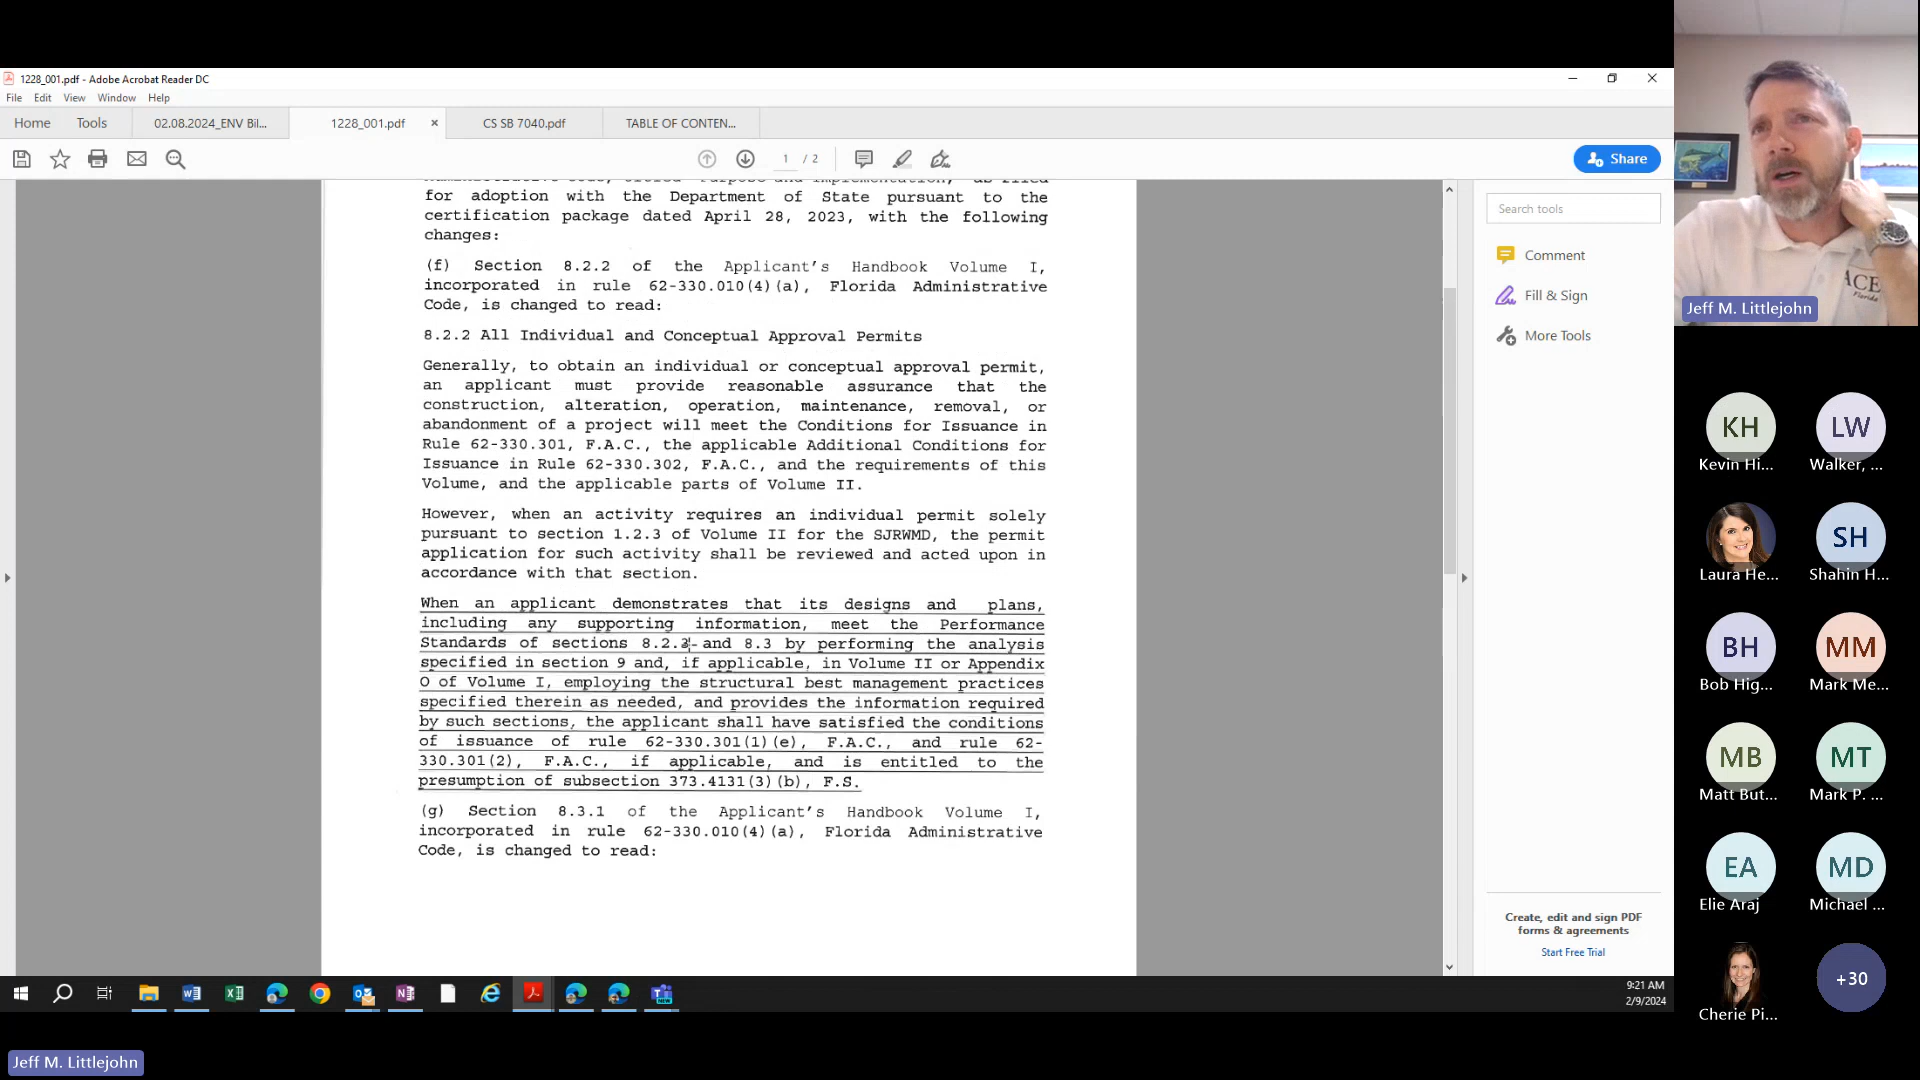 1228_001.pdf - Adobe Acrobat Reader DC
File Edit View Window Help
Home Tools 02.08.2024_ENV Bil... 1228_001.pdf × CS SB 7040.pdf TABLE OF CONTEN...
1 / 2
Share
for adoption with the Department of State pursuant to the
certification package dated April 28, 2023, with the following
changes:
(f) Section 8.2.2 of the Applicant's Handbook Volume I,
incorporated in rule 62-330.010(4)(a), Florida Administrative
Code, is changed to read:
8.2.2 All Individual and Conceptual Approval Permits
Generally, to obtain an individual or conceptual approval permit,
an applicant must provide reasonable assurance that the
construction, alteration, operation, maintenance, removal, or
abandonment of a project will meet the Conditions for Issuance in
Rule 62-330.301, F.A.C., the applicable Additional Conditions for
Issuance in Rule 62-330.302, F.A.C., and the requirements of this
Volume, and the applicable parts of Volume II.
However, when an activity requires an individual permit solely
pursuant to section 1.2.3 of Volume II for the SJRWMD, the permit
application for such activity shall be reviewed and acted upon in
accordance with that section.
When an applicant demonstrates that its designs and plans,
including any supporting information, meet the Performance
Standards of sections and 8.3 by performing the analysis
specified in section 9 and, if applicable, in Volume II or Appendix
O of Volume I, employing the structural best management practices
specified therein as needed, and provides the information required
by such sections, the applicant shall have satisfied the conditions
of issuance of rule 62-330.301(1)(e), F.A.C., and rule 62-
330.301(2), F.A.C., if applicable, and is entitled to the
presumption of subsection 373.4131(3)(b), F.S.
(g) Section 8.3.1 of the Applicant's Handbook Volume I,
incorporated in rule 62-330.010(4)(a), Florida Administrative
Code, is changed to read:
Search tools
Comment
Fill & Sign
More Tools
Create, edit and sign PDF
forms & agreements
Start Free Trial
9:21 AM
2/9/2024
ACE
Florida
Jeff M. Littlejohn
KH LW
Kevin Hi... Walker, ...
SH
Laura He... Shahin H...
BH MM
Bob Hig... Mark Me...
MB MT
Matt But... Mark P. ...
EA MD
Elie Araj Michael ...
+30
Cherie Pi...
Jeff M. Littlejohn